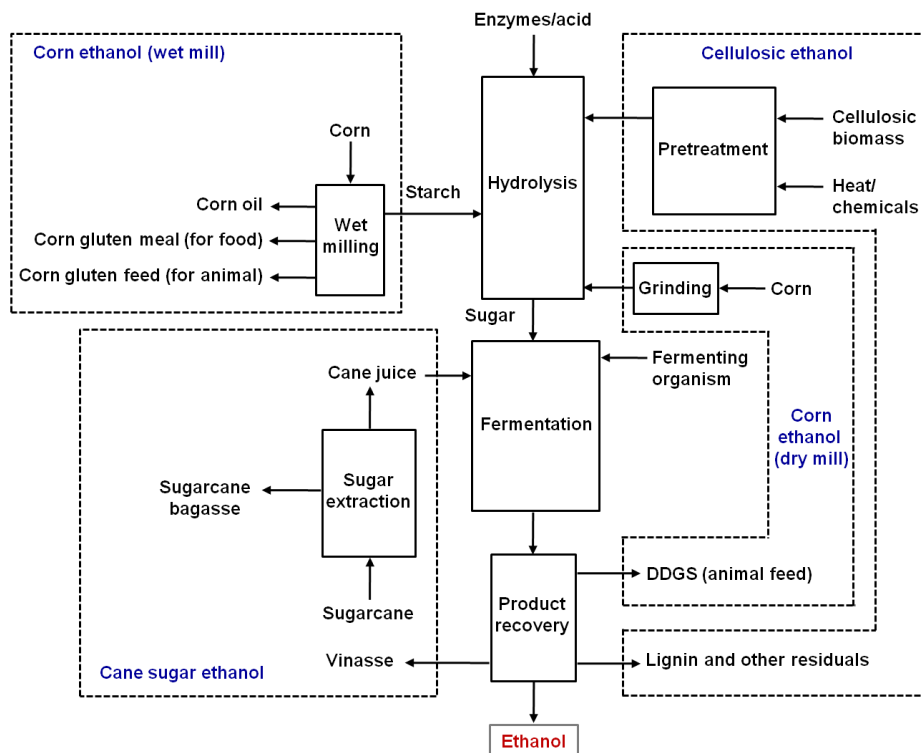 Enzymes/acid
Corn ethanol (wet mill)
Cellulosic ethanol
Corn
Starch
Corn oil
Corn gluten meal (for food)
Corn gluten feed (for animal)
Wet
milling
Hydrolysis
Pretreatment
Cellulosic
biomass
Heat/
chemicals
Grinding
Corn
Sugar
Cane juice
Fermentation
Fermenting
organism
Corn
ethanol
(dry mill)
Sugar
extraction
Sugarcane
bagasse
Sugarcane
Product
recovery
DDGS (animal feed)
Vinasse
Lignin and other residuals
Cane sugar ethanol
Ethanol